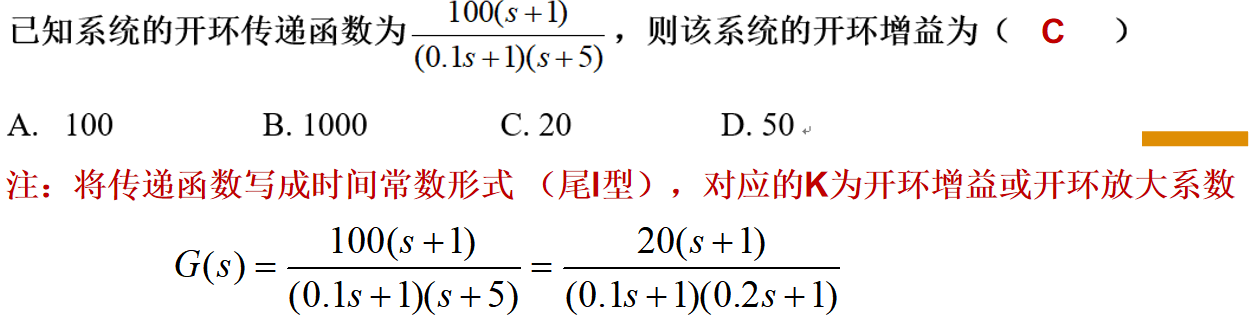 已知系统的开环传递函数为 $\frac{100(s+1)}{(0.1s+1)(s+5)}$ ，则该系统的开环增益为（ C ）
A. 100 B. 1000 C. 20 D. 50
注：将传递函数写成时间常数形式（尾I型），对应的K为开环增益或开环放大系数
$G(s)=\frac{100(s+1)}{(0.1s+1)(s+5)}=\frac{20(s+1)}{(0.1s+1)(0.2s+1)}$